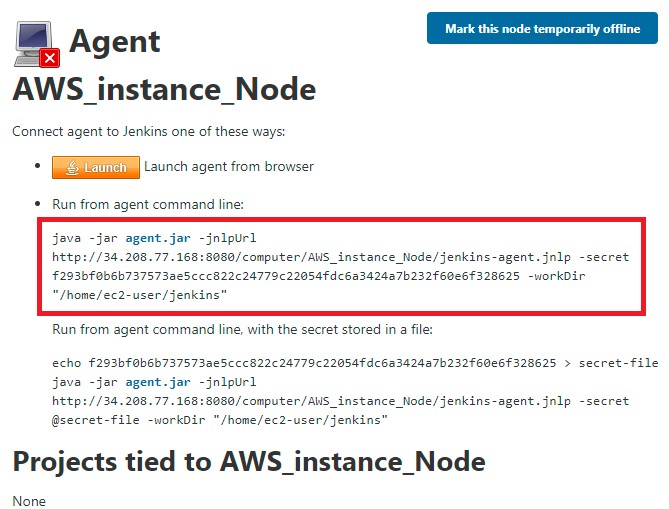 Mark this node temporarily offline
Agent
AWS_instance_Node
Connect agent to Jenkins one of these ways:
Launch Launch agent from browser
Run from agent command line:
java -jar agent.jar -jnlpUrl
http://34.208.77.168:8080/computer/AWS_instance_Node/jenkins-agent.jnlp -secret
f293bf0b6b737573ae5ccc822c24779c22054fdc6a3424a7b232f60e6f328625 -workDir
"/home/ec2-user/jenkins"
Run from agent command line, with the secret stored in a file:
echo f293bf0b6b737573ae5ccc822c24779c22054fdc6a3424a7b232f60e6f328625 > secret-file
java -jar agent.jar -jnlpUrl
http://34.208.77.168:8080/computer/AWS_instance_Node/jenkins-agent.jnlp -secret
@secret-file -workDir "/home/ec2-user/jenkins"
Projects tied to AWS_instance_Node
None